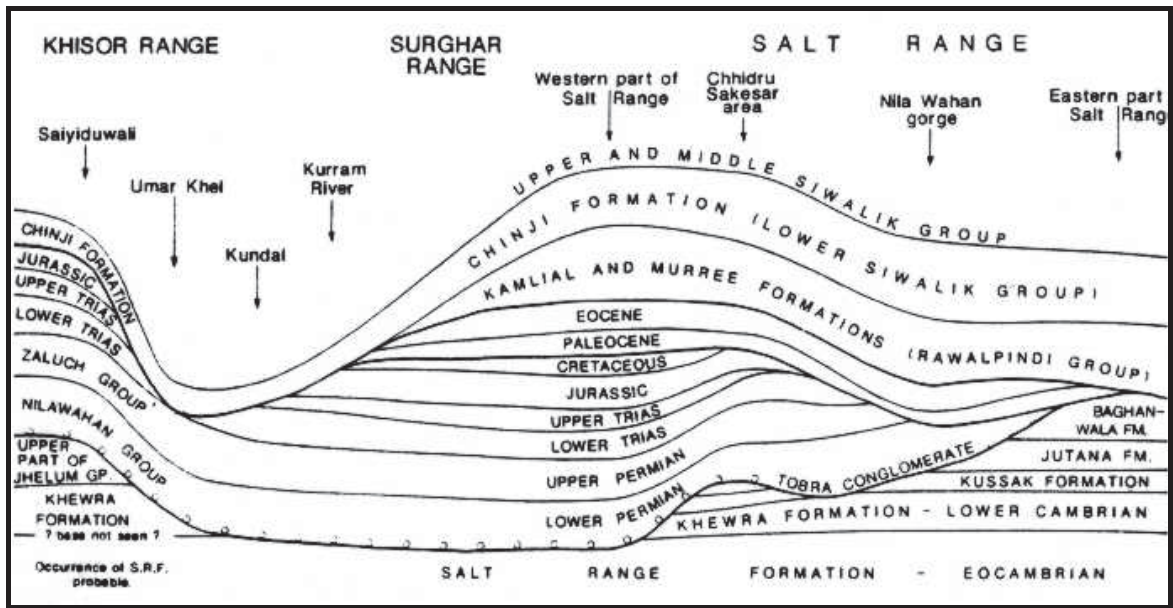 KHISOR RANGE
SURGHAR
RANGE
SALT RANGE
Western part of
Salt Range
Chhidru
Sakesar
area
Nila Wahan
gorge
Eastern part
Salt Rang
Saiyiduwali
Umar Khel
Kurram
River
Kundal
UPPER AND MIDDLE SIWALIK GROUP
CHINJI FORMATION (LOWER SIWALIK GROUP)
KAMLIAL AND MURREE FORMATIONS (RAWALPINDI GROUP)
CHINJI FORMATION
JURASSIC
UPPER TRIAS
LOWER TRIAS
ZALUCH GROUP
NILAWAHAN GROUP
UPPER
PART OF
JHELUM GP.
KHEWRA
FORMATION
? base not seen ?
Occurrence of S.R.F.
probable.
EOCENE
PALEOCENE
CRETACEOUS
JURASSIC
UPPER TRIAS
LOWER TRIAS
UPPER PERMIAN
LOWER PERMIAN
TOBRA CONGLOMERATE
BAGHAN-
WALA FM.
JUTANA FM.
KUSSAK FORMATION
KHEWRA FORMATION - LOWER CAMBRIAN
SALT RANGE FORMATION - EOCAMBRIAN